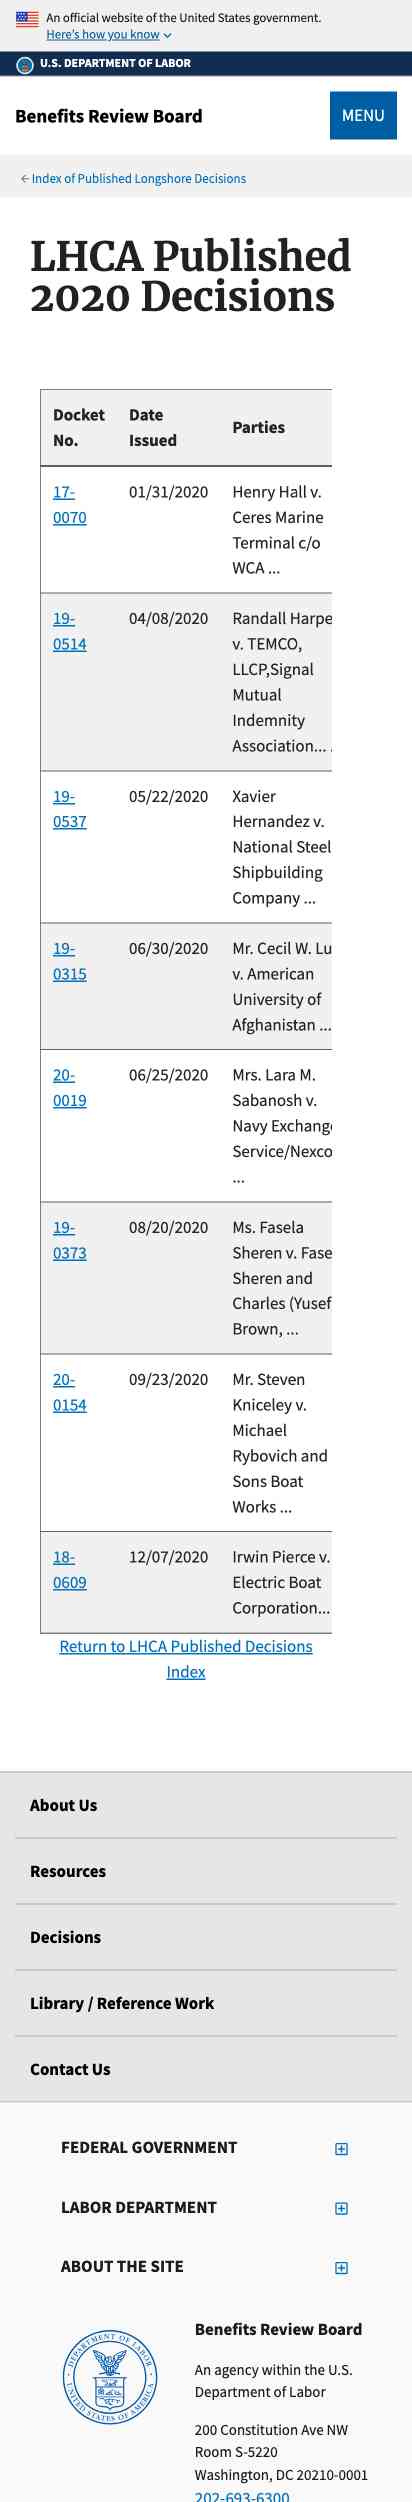 An official website of the United States government.
Here's how you know
U.S. DEPARTMENT OF LABOR
Benefits Review Board
MENU
← Index of Published Longshore Decisions
LHCA Published
2020 Decisions
Docket No. Date Issued Parties
17-0070 01/31/2020 Henry Hall v.
Ceres Marine
Terminal c/o
WCA ...
19-0514 04/08/2020 Randall Harpe
v. TEMCO,
LLCP,Signal
Mutual
Indemnity
Association... .
19-0537 05/22/2020 Xavier
Hernandez v.
National Steel
Shipbuilding
Company ...
19-0315 06/30/2020 Mr. Cecil W. Lu
v. American
University of
Afghanistan ...
20-0019 06/25/2020 Mrs. Lara M.
Sabanosh v.
Navy Exchang
Service/Nexco
...
19-0373 08/20/2020 Ms. Fasela
Sheren v. Fase
Sheren and
Charles (Yusef
Brown, ...
20-0154 09/23/2020 Mr. Steven
Kniceley v.
Michael
Rybovich and
Sons Boat
Works ...
18-0609 12/07/2020 Irwin Pierce v.
Electric Boat
Corporation...
Return to LHCA Published Decisions
Index
About Us
Resources
Decisions
Library / Reference Work
Contact Us
FEDERAL GOVERNMENT
LABOR DEPARTMENT
ABOUT THE SITE
DEPARTMENT OF LABOR
UNITED STATES OF AMERICA
Benefits Review Board
An agency within the U.S.
Department of Labor
200 Constitution Ave NW
Room S-5220
Washington, DC 20210-0001
202-693-6300